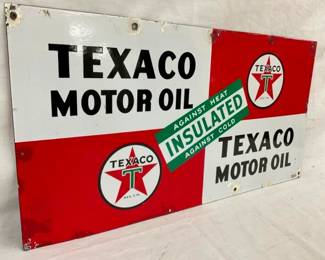 TEXACO
MOTOR OIL
TEXACO
T
AGAINST HEAT
INSULATED
AGAINST COLD
TEXACO
T
TEXACO
MOTOR OIL